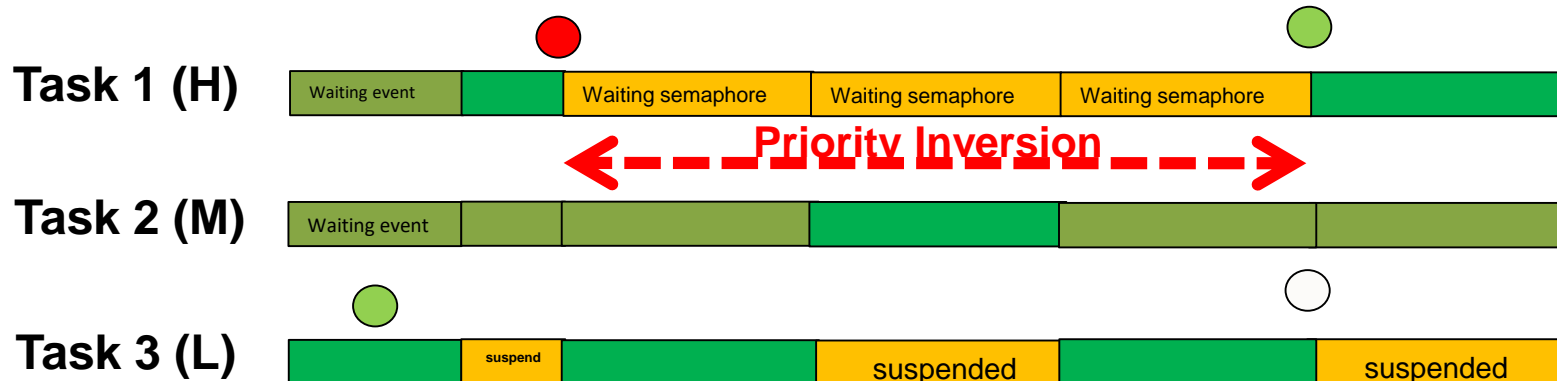 Task 1 (H)
Waiting event
Waiting semaphore
Waiting semaphore
Waiting semaphore
Priority Inversion
Task 2 (M)
Waiting event
Task 3 (L)
suspend
suspended
suspended